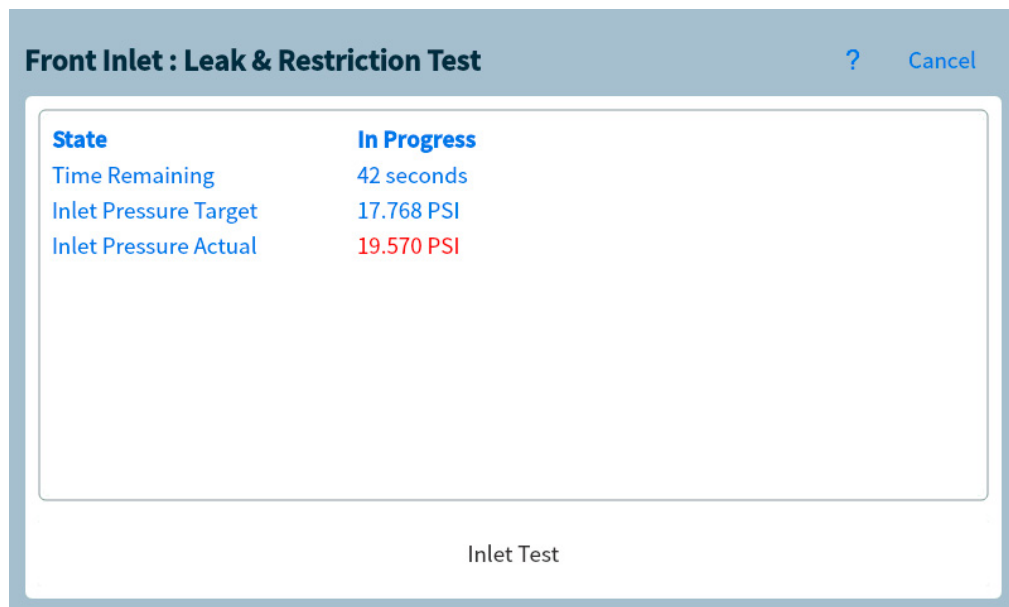 Front Inlet : Leak & Restriction Test ? Cancel
State In Progress
Time Remaining 42 seconds
Inlet Pressure Target 17.768 PSI
Inlet Pressure Actual 19.570 PSI
Inlet Test